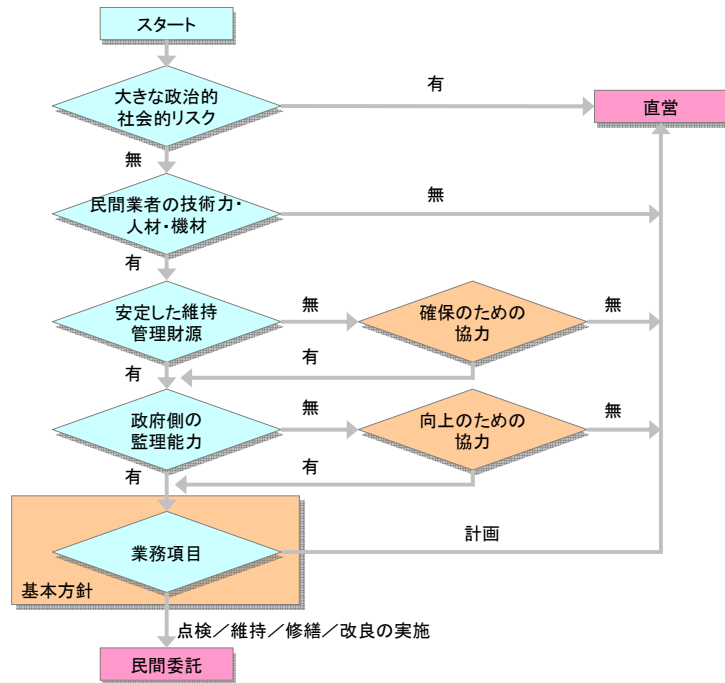 スタート
大きな政治的
社会的リスク
有
直営
無
民間業者の技術力・
人材・機材
無
有
安定した維持
管理財源
無
確保のための
協力
無
有
有
政府側の
監理能力
無
向上のための
協力
無
有
有
業務項目
計画
基本方針
点検／維持／修繕／改良の実施
民間委託